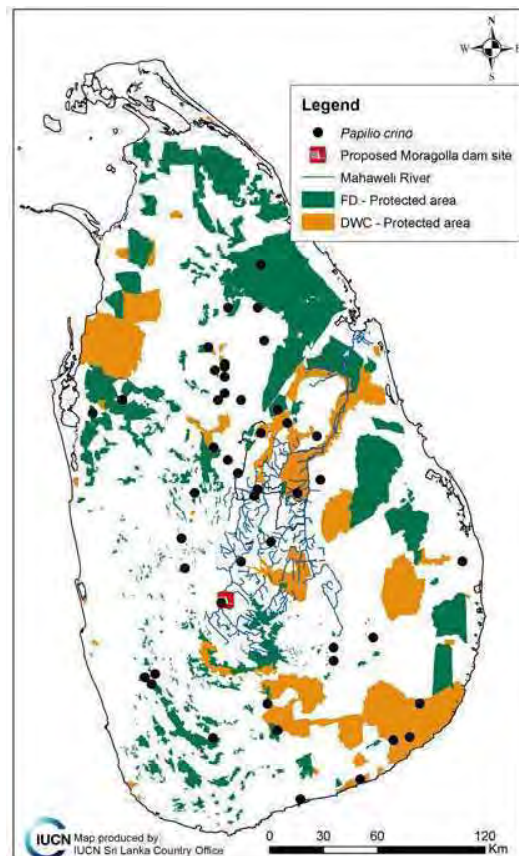 N
W E
S
Legend
Papilio crino
Proposed Moragolla dam site
Mahaweli River
FD - Protected area
DWC - Protected area
IUCN
Map produced by
IUCN Sri Lanka Country Office
0 30 60 120
Km